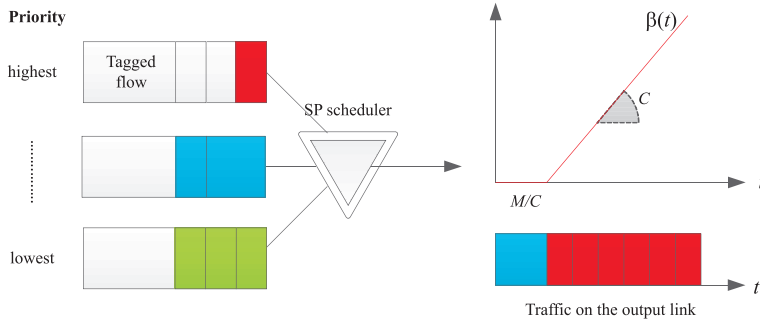 Priority
highest
Tagged
flow
SP scheduler
lowest
β(t)
C
M/C
t
Traffic on the output link